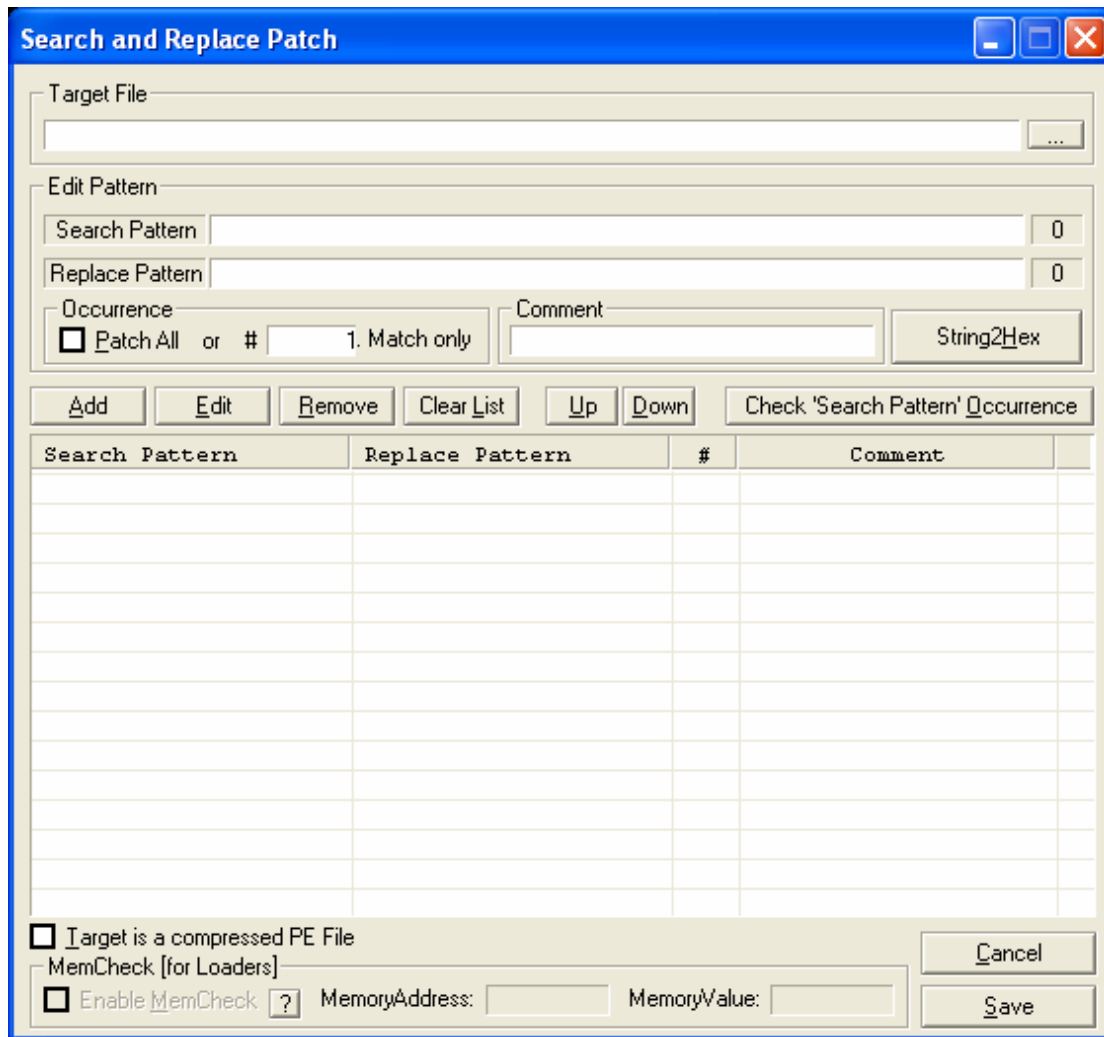 Search and Replace Patch
Target File
...
Edit Pattern
Search Pattern 0
Replace Pattern 0
Occurrence Comment
Patch All or # 1. Match only String2Hex
Add Edit Remove Clear List Up Down Check 'Search Pattern' Occurrence
Search Pattern Replace Pattern # Comment
Target is a compressed PE File
Cancel
MemCheck [for Loaders]
Enable MemCheck ? MemoryAddress: MemoryValue: Save